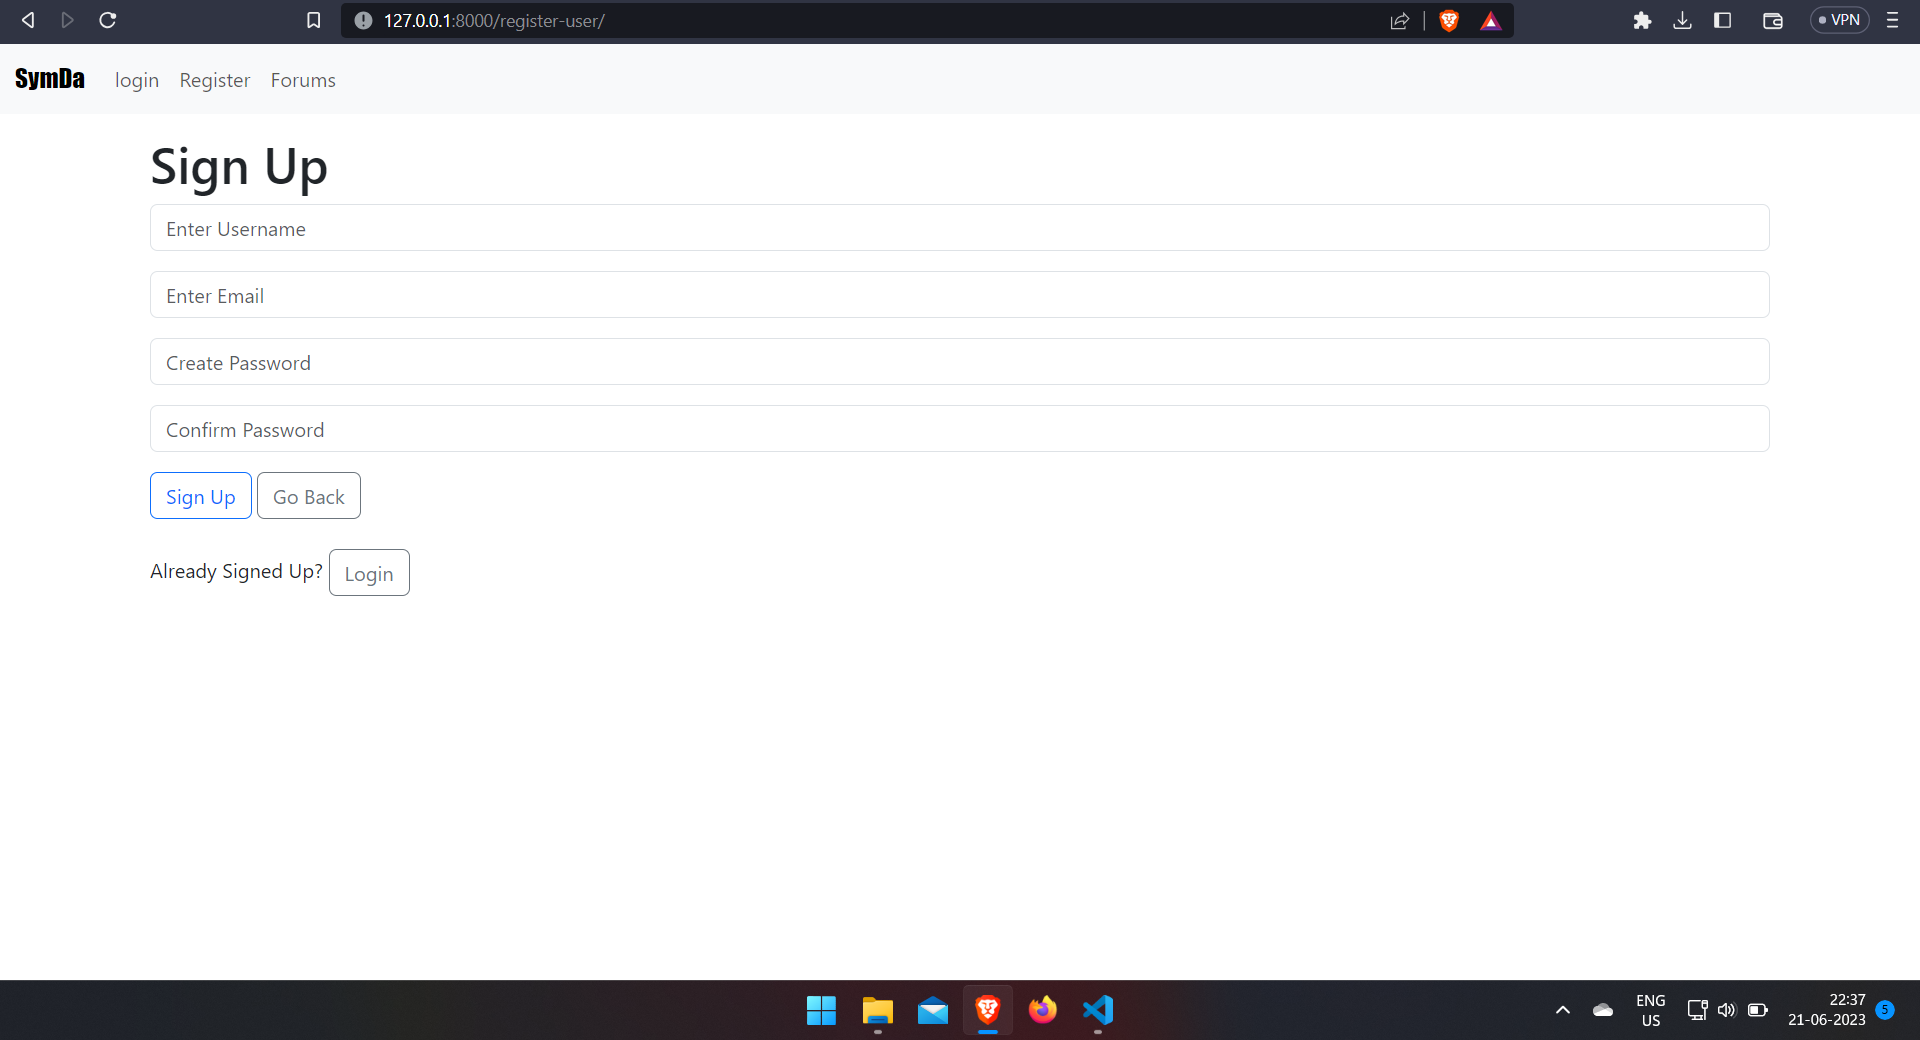 127.0.0.1:8000/register-user/
VPN
SymDa login Register Forums
Sign Up
Enter Username
Enter Email
Create Password
Confirm Password
Sign Up Go Back
Already Signed Up? Login
ENG
US
22:37
21-06-2023
5